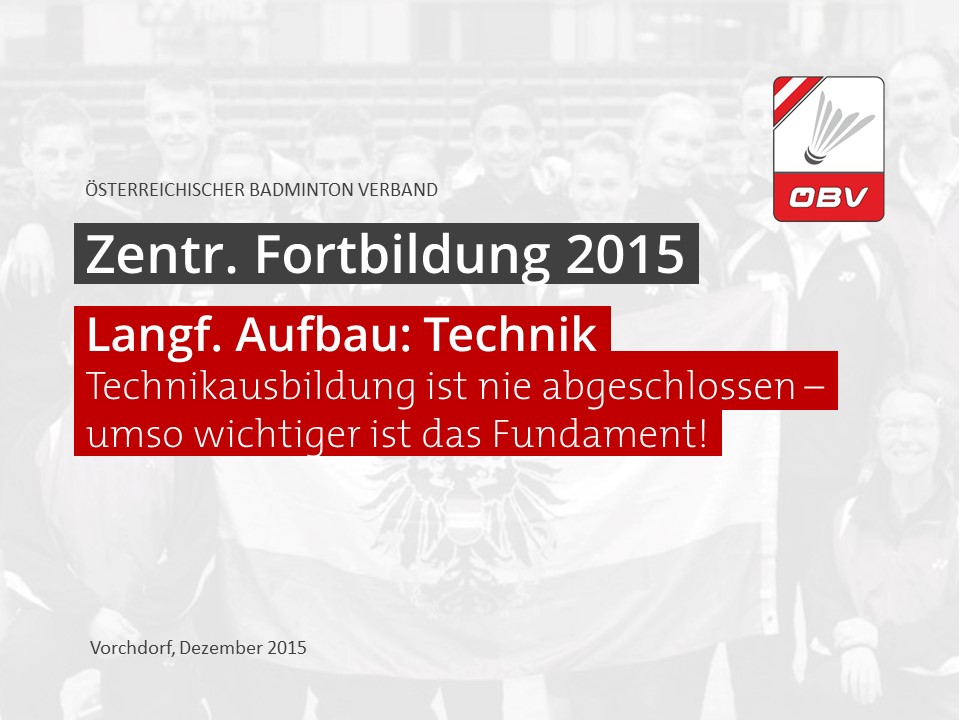 YONEX
ÖSTERREICHISCHER BADMINTON VERBAND
ÖBV
Zentr. Fortbildung 2015
Langf. Aufbau: Technik
Technikausbildung ist nie abgeschlossen –
umso wichtiger ist das Fundament!
Vorchdorf, Dezember 2015